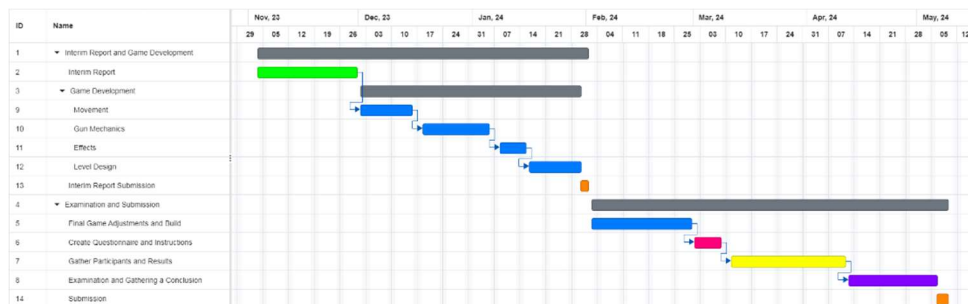 ID Name Nov, 23 Dec, 23 Jan, 24 Feb, 24 Mar, 24 Apr, 24 May, 24
29 05 12 19 26 03 10 17 24 31 07 14 21 28 04 11 18 25 03 10 17 24 31 07 14 21 28 05 12
1 Interim Report and Game Development
2 Interim Report
3 Game Development
9 Movement
10 Gun Mechanics
11 Effects
12 Level Design
13 Interim Report Submission
4 Examination and Submission
5 Final Game Adjustments and Build
6 Create Questionnaire and Instructions
7 Gather Participants and Results
8 Examination and Gathering a Conclusion
14 Submission